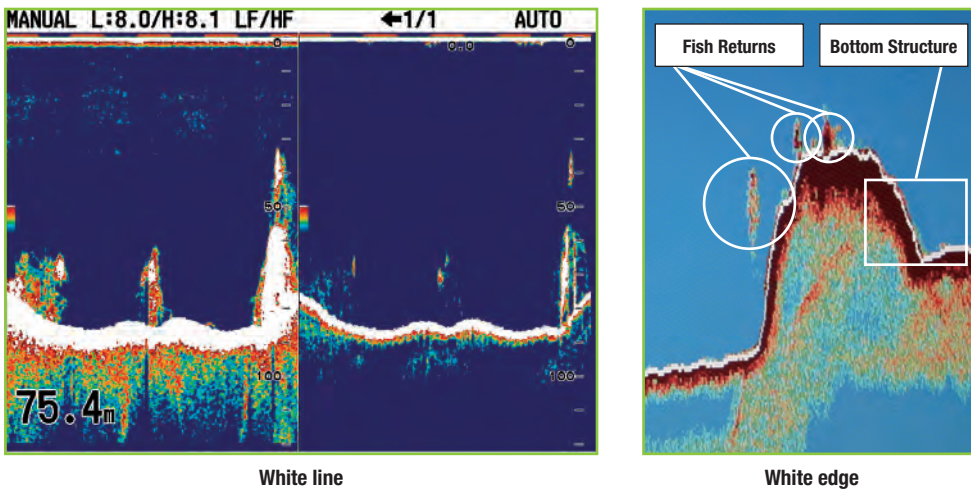 MANUAL L:8.0/H:8.1 LF/HF ←1/1 AUTO
0 0.0 0
50 50
100 100
75.4m
Fish Returns Bottom Structure
White line White edge